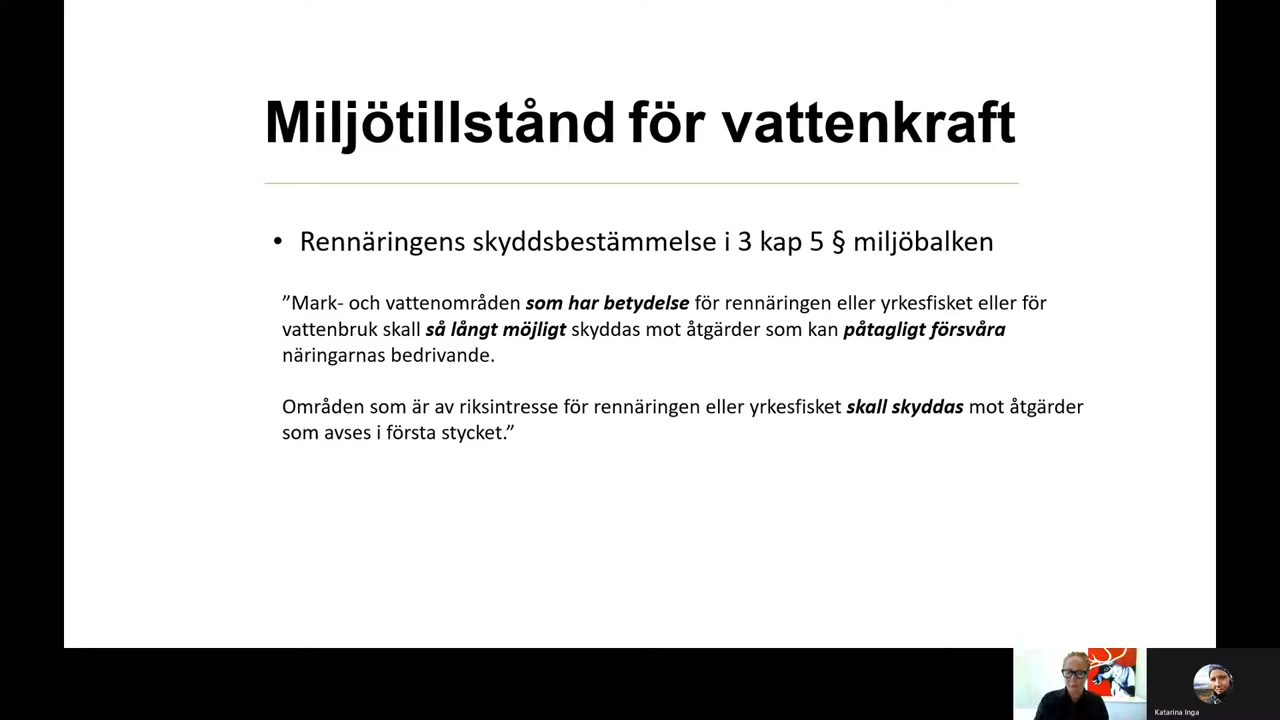 Miljötillstånd för vattenkraft
• Rennäringens skyddsbestämmelse i 3 kap 5 § miljöbalken
”Mark- och vattenområden som har betydelse för rennäringen eller yrkesfisket eller för
vattenbruk skall så långt möjligt skyddas mot åtgärder som kan påtagligt försvåra
näringarnas bedrivande.
Områden som är av riksintresse för rennäringen eller yrkesfisket skall skyddas mot åtgärder
som avses i första stycket.”
Katarina Inga